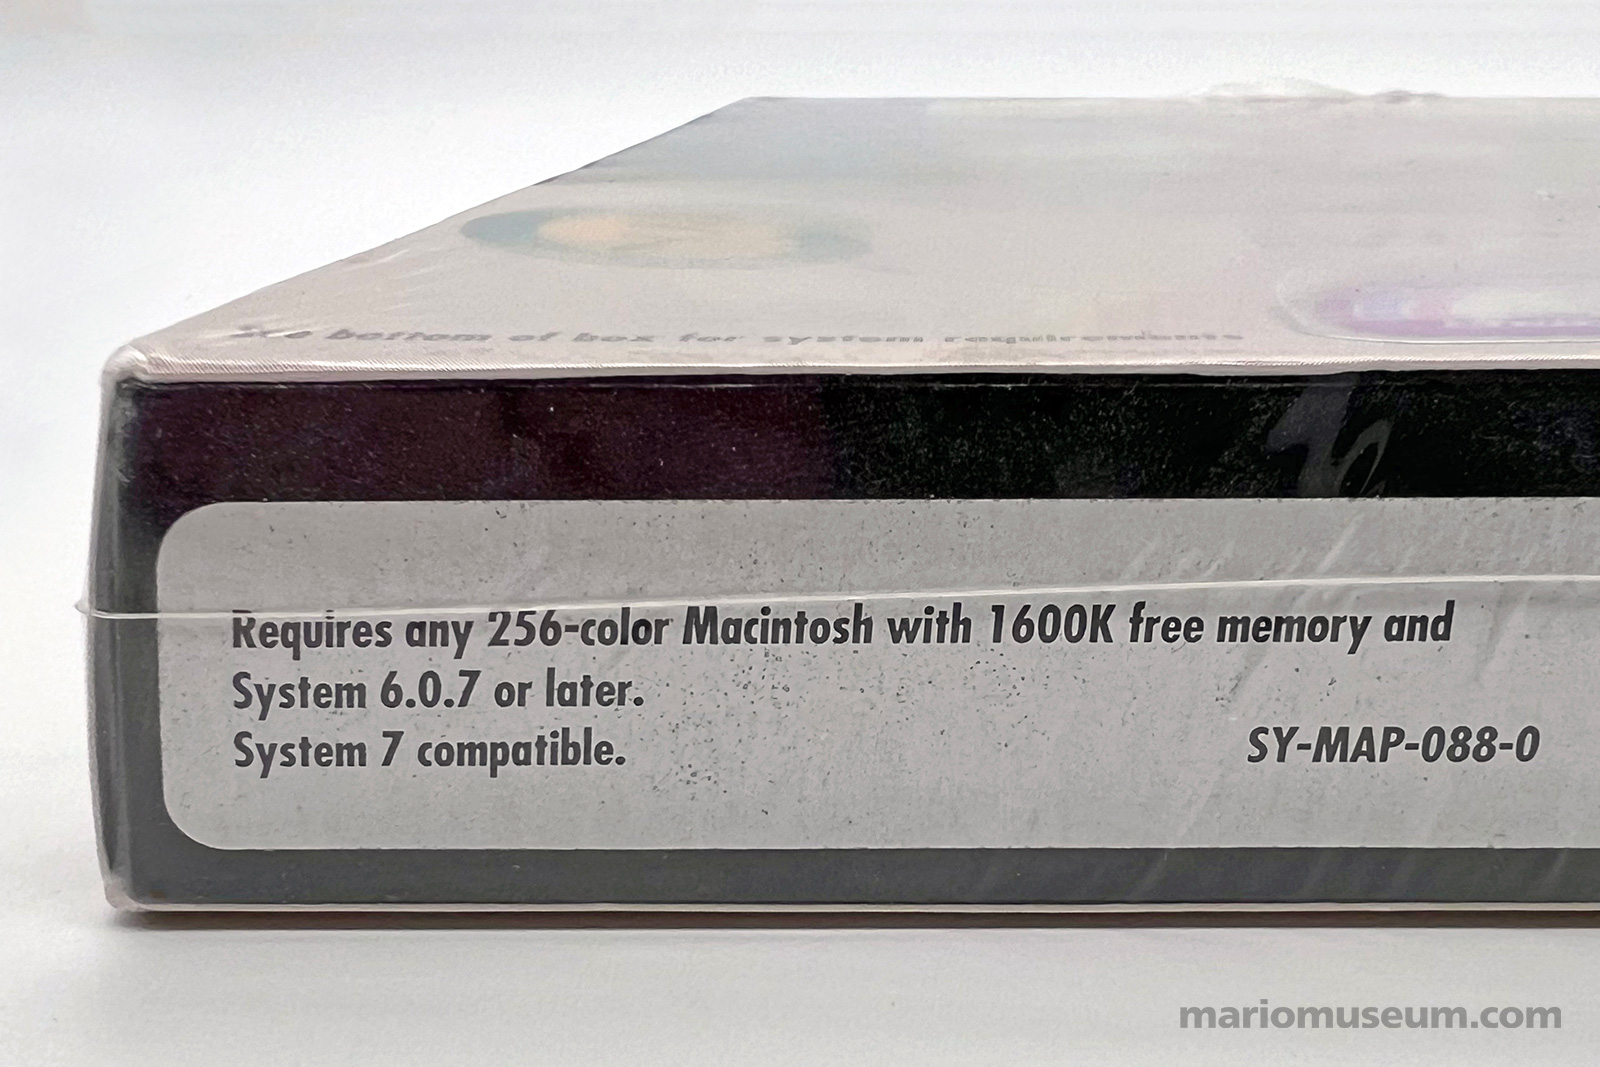 See bottom of box for system requirements
Requires any 256-color Macintosh with 1600K free memory and
System 6.0.7 or later.
System 7 compatible.
SY-MAP-088-0
mariomuseum.com